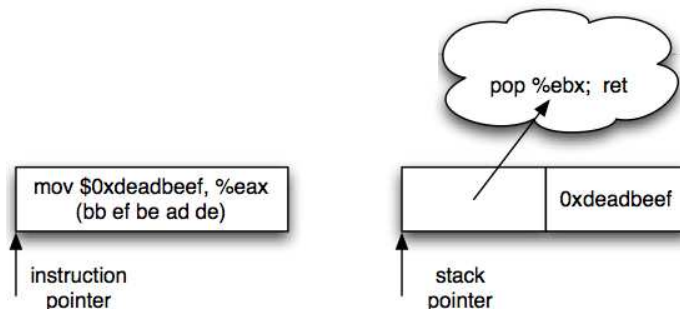 pop %ebx; ret
mov $0xdeadbeef, %eax
(bb ef be ad de)
0xdeadbeef
instruction
pointer
stack
pointer